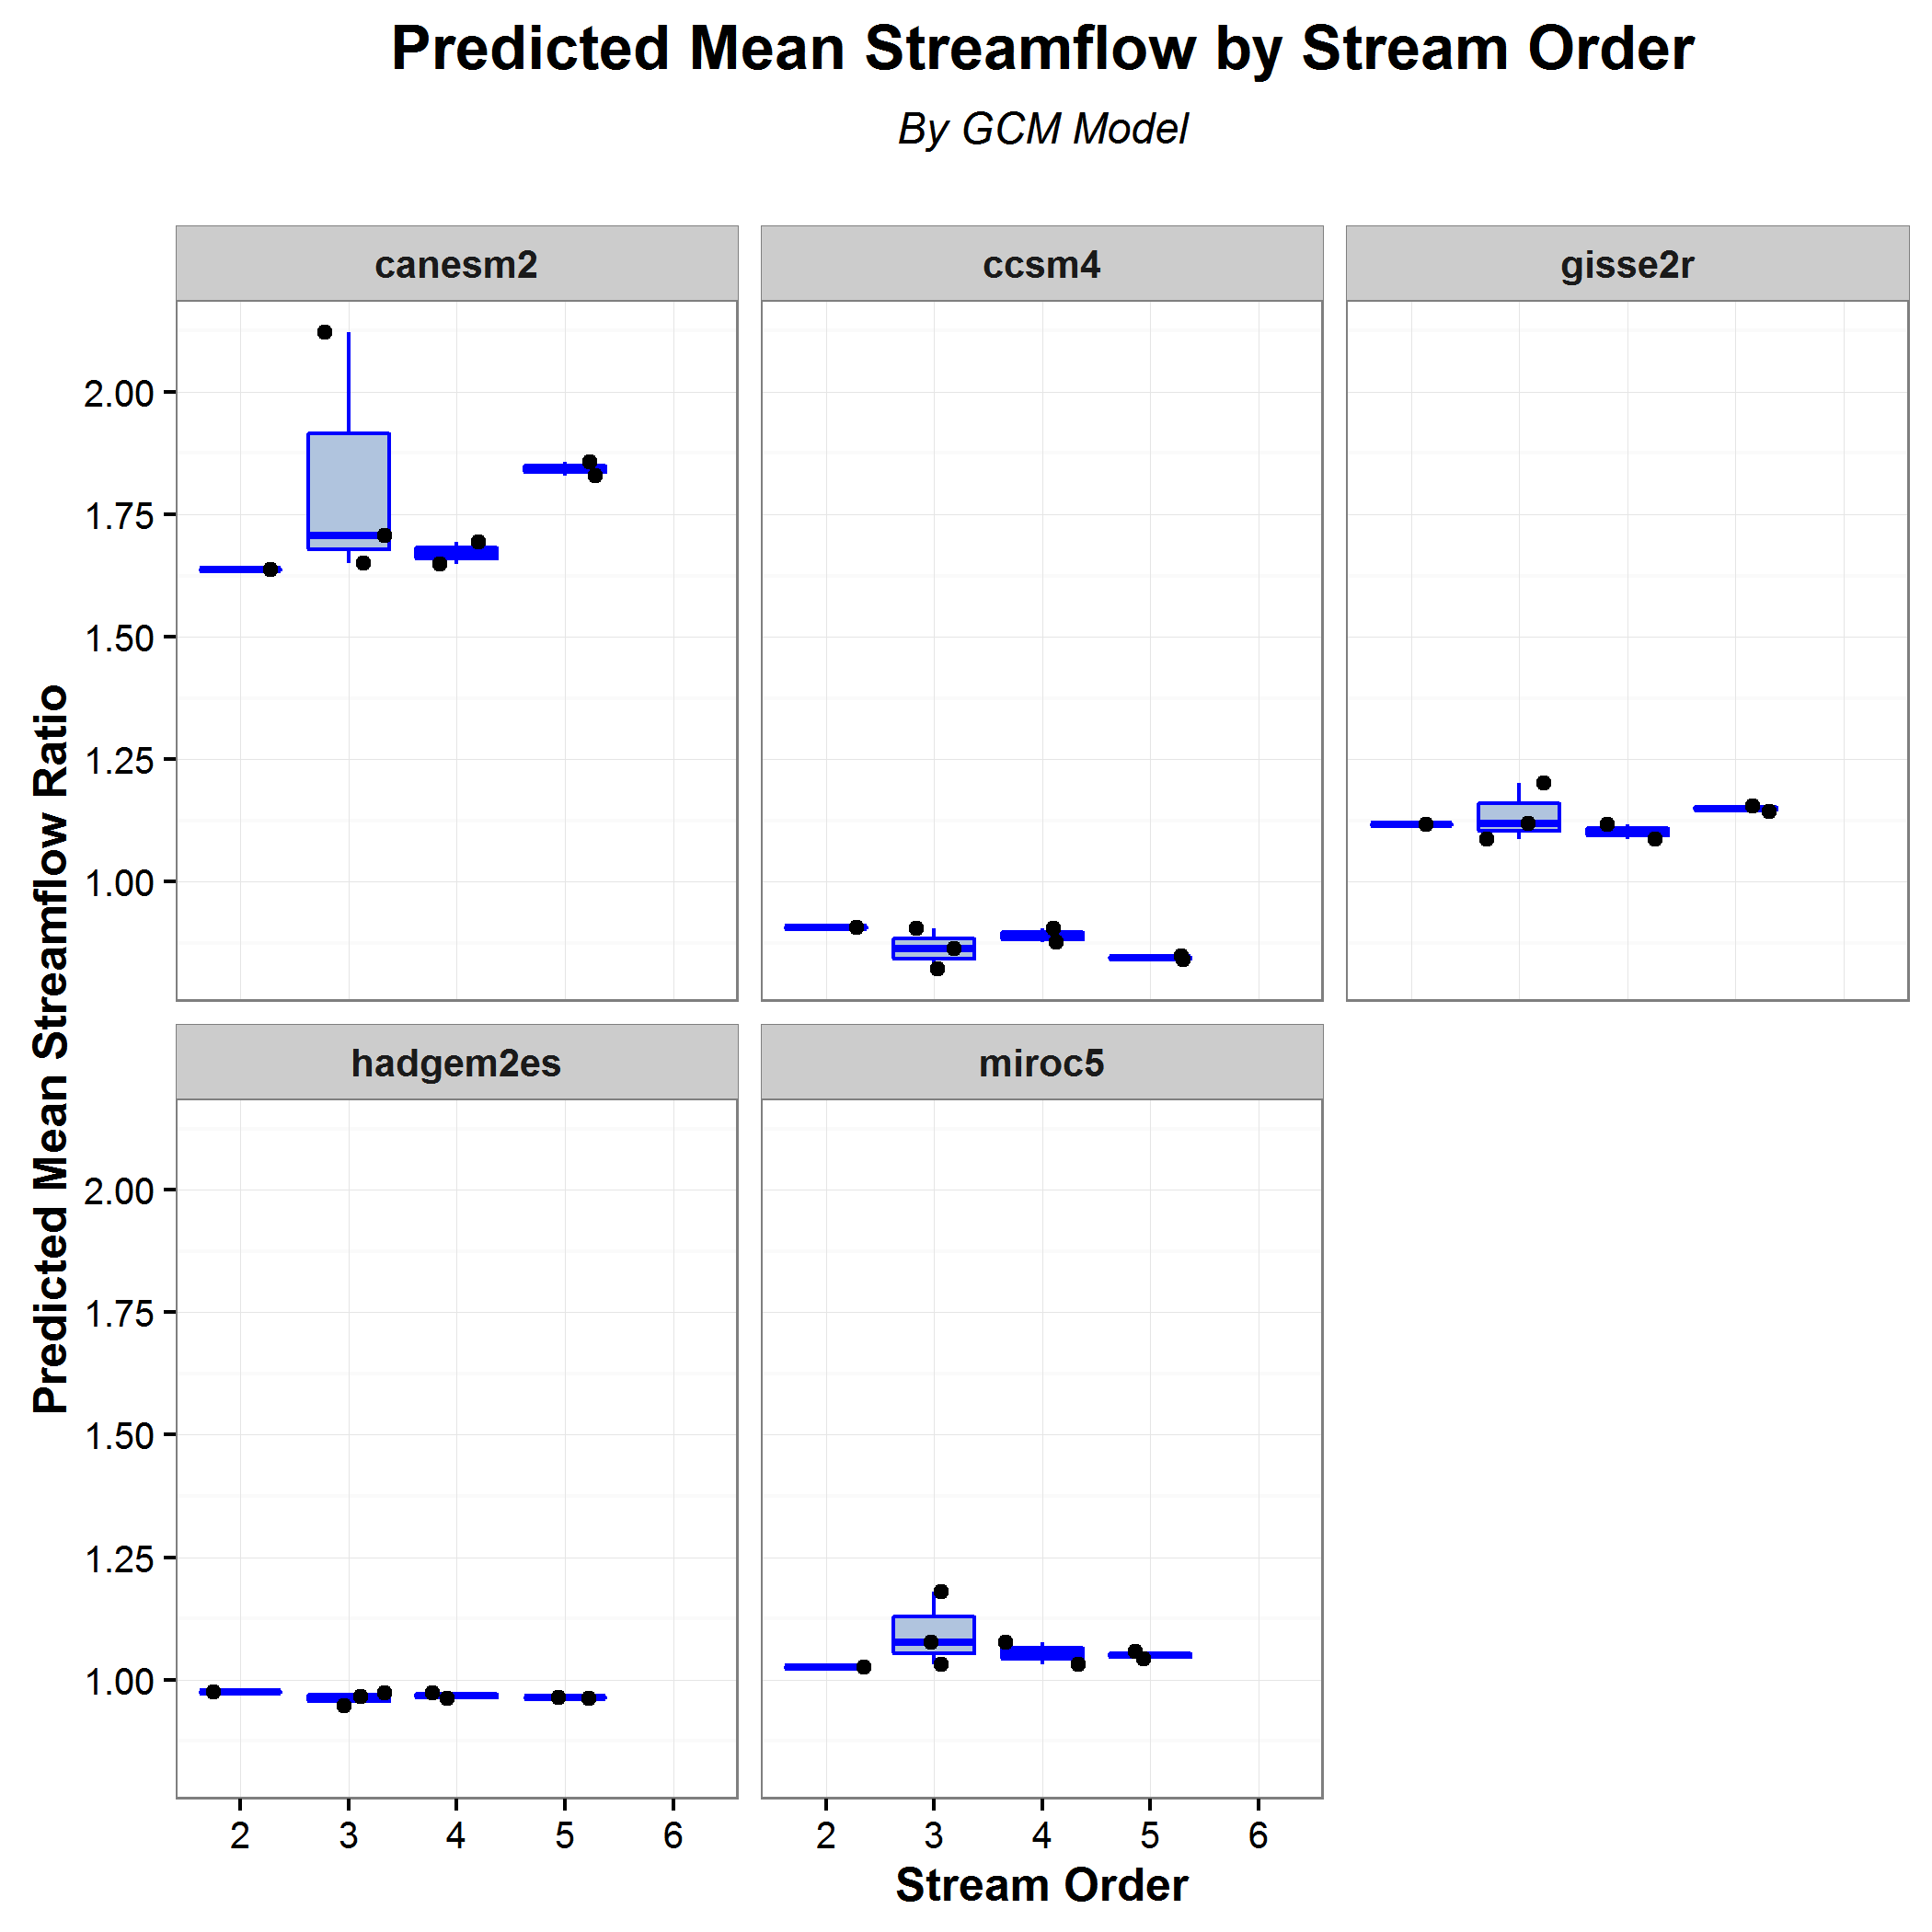 Predicted Mean Streamflow by Stream Order
By GCM Model
canesm2
ccsm4
gisse2r
2.00
1.75
1.50
1.25
1.00
Predicted Mean Streamflow Ratio
hadgem2es
miroc5
2.00
1.75
1.50
1.25
1.00
2 3 4 5 6
2 3 4 5 6
Stream Order